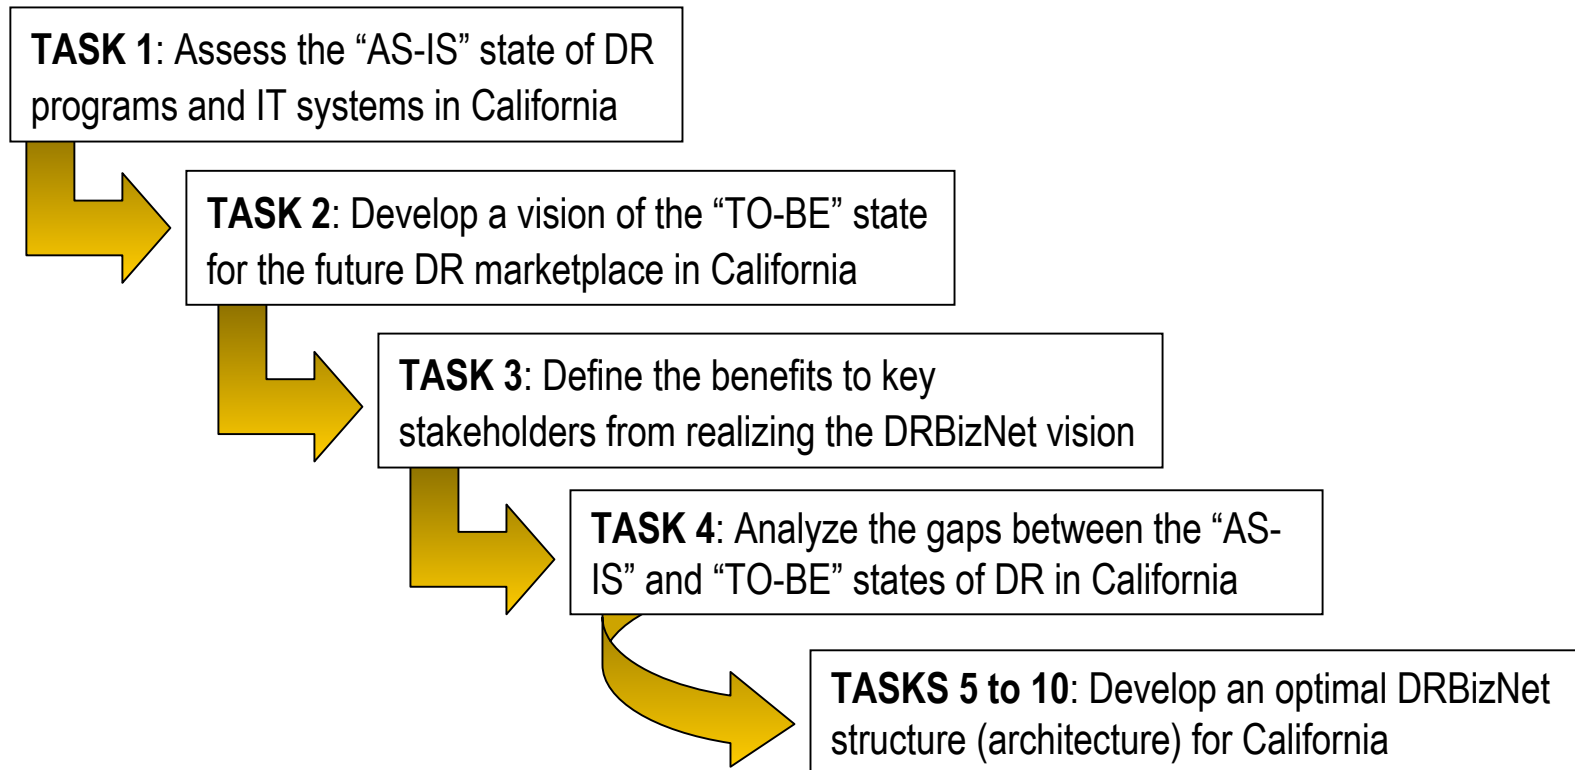 TASK 1: Assess the “AS-IS” state of DR
programs and IT systems in California
TASK 2: Develop a vision of the “TO-BE” state
for the future DR marketplace in California
TASK 3: Define the benefits to key
stakeholders from realizing the DRBizNet vision
TASK 4: Analyze the gaps between the “AS-
IS” and “TO-BE” states of DR in California
TASKS 5 to 10: Develop an optimal DRBizNet
structure (architecture) for California